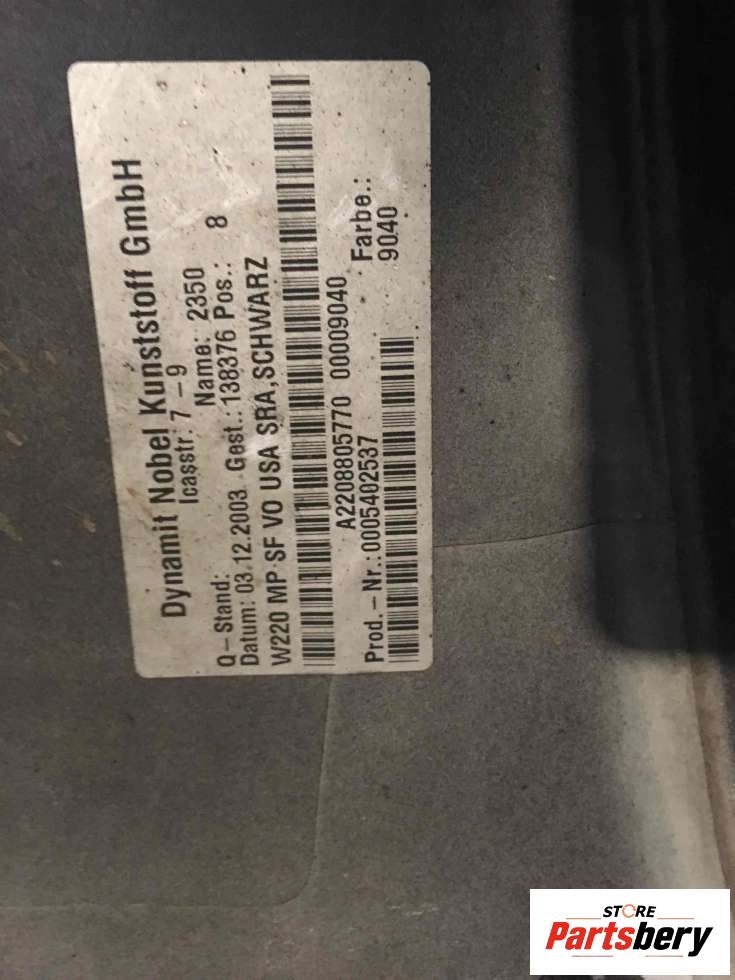 Dynamit Nobel Kunststoff GmbH
Icasstr. 7-9
Name: 2350
Q-Stand:
Datum: 03.12.2003 Gest.: 138376 Pos.: 8
W220 MP SF VO USA SRA,SCHWARZ
A2208805770 00009040
Prod.-Nr.:0005402537 Farbe.:
9040
STORE
Partsbery